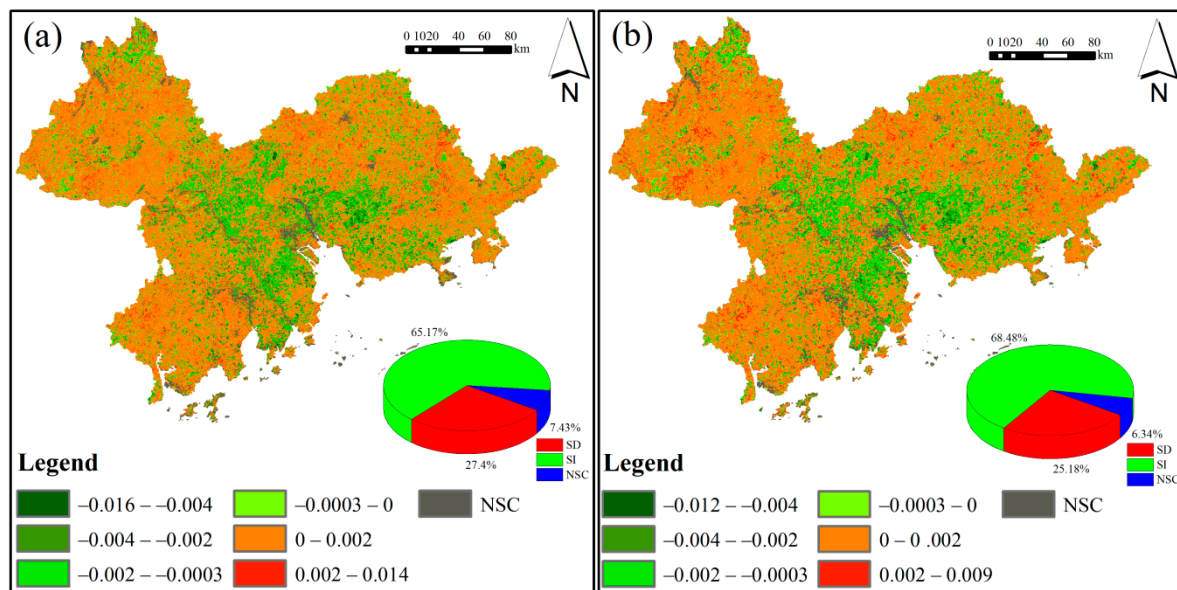 (a)
0 10 20 40 60 80
km
N
65.17%
7.43%
27.4%
SD
SI
NSC
Legend
−0.016 – −0.004
−0.0003 – 0
NSC
−0.004 – −0.002
0 – 0.002
−0.002 – −0.0003
0.002 – 0.014
(b)
0 10 20 40 60 80
km
N
68.48%
6.34%
25.18%
SD
SI
NSC
Legend
−0.012 – −0.004
−0.0003 – 0
NSC
−0.004 – −0.002
0 – 0 .002
−0.002 – −0.0003
0.002 – 0.009